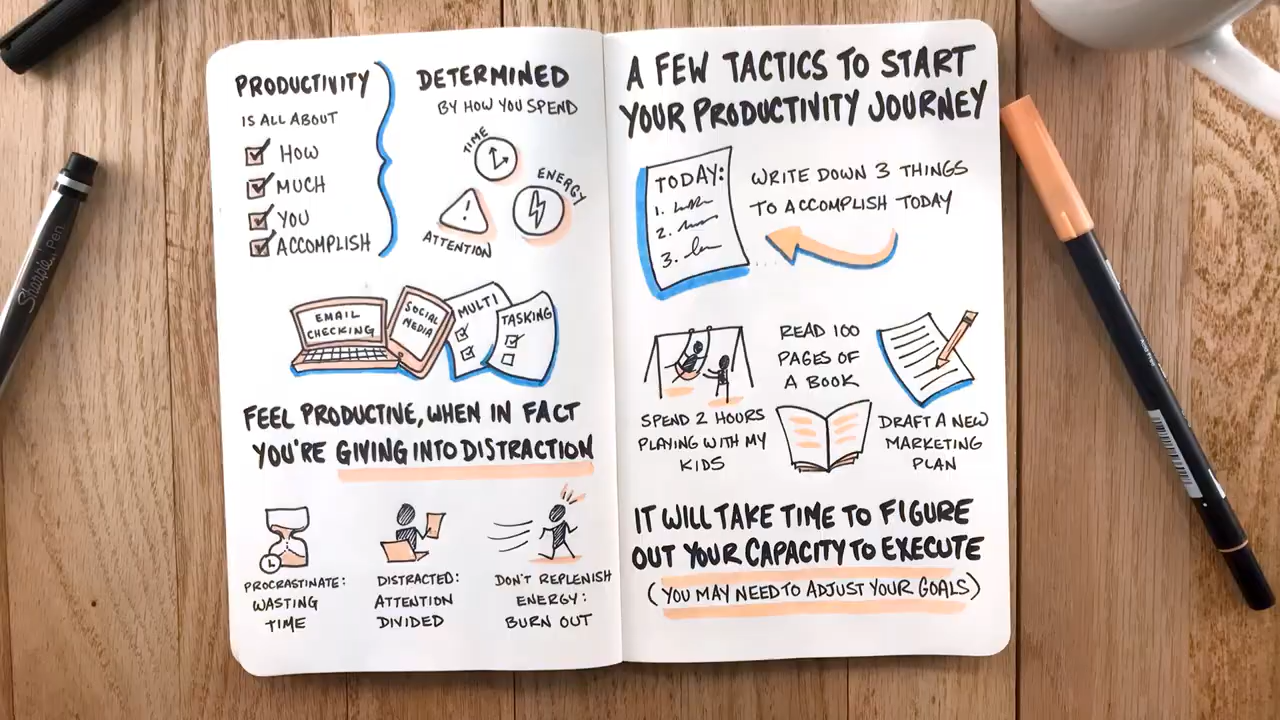 PRODUCTIVITY
IS ALL ABOUT
HOW
MUCH
YOU
ACCOMPLISH
DETERMINED
BY HOW YOU SPEND
TIME
ENERGY
ATTENTION
EMAIL
CHECKING
SOCIAL
MEDIA
MULTI
TASKING
FEEL PRODUCTIVE, WHEN IN FACT
YOU'RE GIVING INTO DISTRACTION
PROCRASTINATE:
WASTING
TIME
DISTRACTED:
ATTENTION
DIVIDED
DON'T REPLENISH
ENERGY:
BURN OUT
A FEW TACTICS TO START
YOUR PRODUCTIVITY JOURNEY
TODAY:
1.
2.
3.
WRITE DOWN 3 THINGS
TO ACCOMPLISH TODAY
SPEND 2 HOURS
PLAYING WITH MY
KIDS
READ 100
PAGES OF
A BOOK
DRAFT A NEW
MARKETING
PLAN
IT WILL TAKE TIME TO FIGURE
OUT YOUR CAPACITY TO EXECUTE
(YOU MAY NEED TO ADJUST YOUR GOALS)
Sharpie Pen